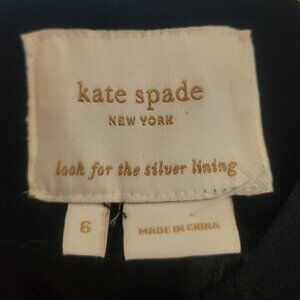 kate spade
NEW YORK
look for the silver lining
6
MADE IN CHINA